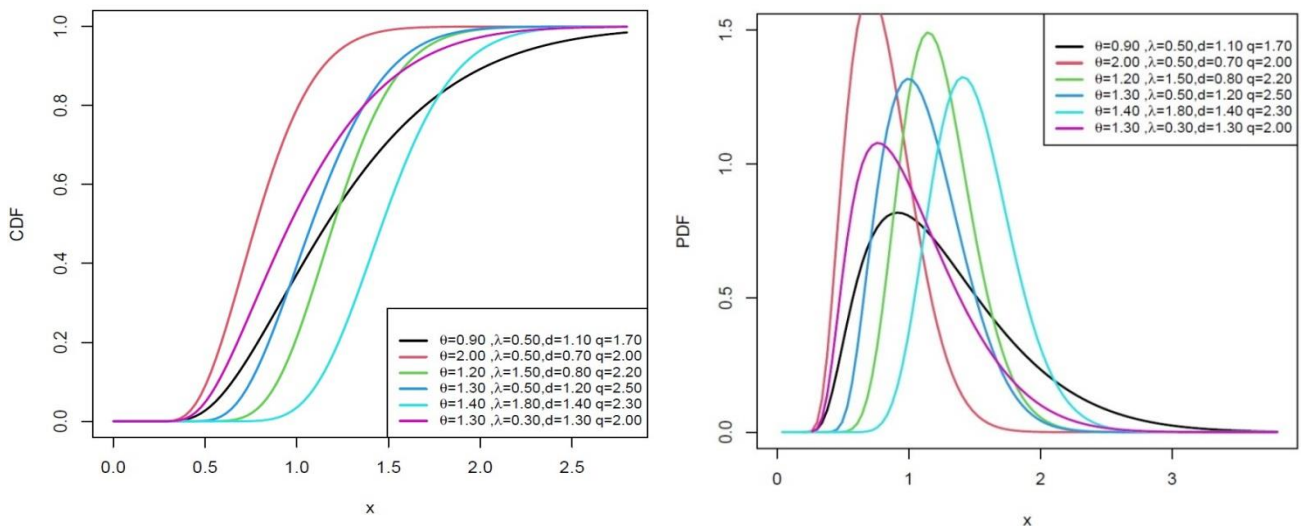 CDF
1.0
0.8
0.6
0.4
0.2
0.0
θ=0.90 ,λ=0.50,d=1.10 q=1.70
θ=2.00 ,λ=0.50,d=0.70 q=2.00
θ=1.20 ,λ=1.50,d=0.80 q=2.20
θ=1.30 ,λ=0.50,d=1.20 q=2.50
θ=1.40 ,λ=1.80,d=1.40 q=2.30
θ=1.30 ,λ=0.30,d=1.30 q=2.00
0.0 0.5 1.0 1.5 2.0 2.5
x
PDF
1.5
1.0
0.5
0.0
θ=0.90 ,λ=0.50,d=1.10 q=1.70
θ=2.00 ,λ=0.50,d=0.70 q=2.00
θ=1.20 ,λ=1.50,d=0.80 q=2.20
θ=1.30 ,λ=0.50,d=1.20 q=2.50
θ=1.40 ,λ=1.80,d=1.40 q=2.30
θ=1.30 ,λ=0.30,d=1.30 q=2.00
0 1 2 3
x